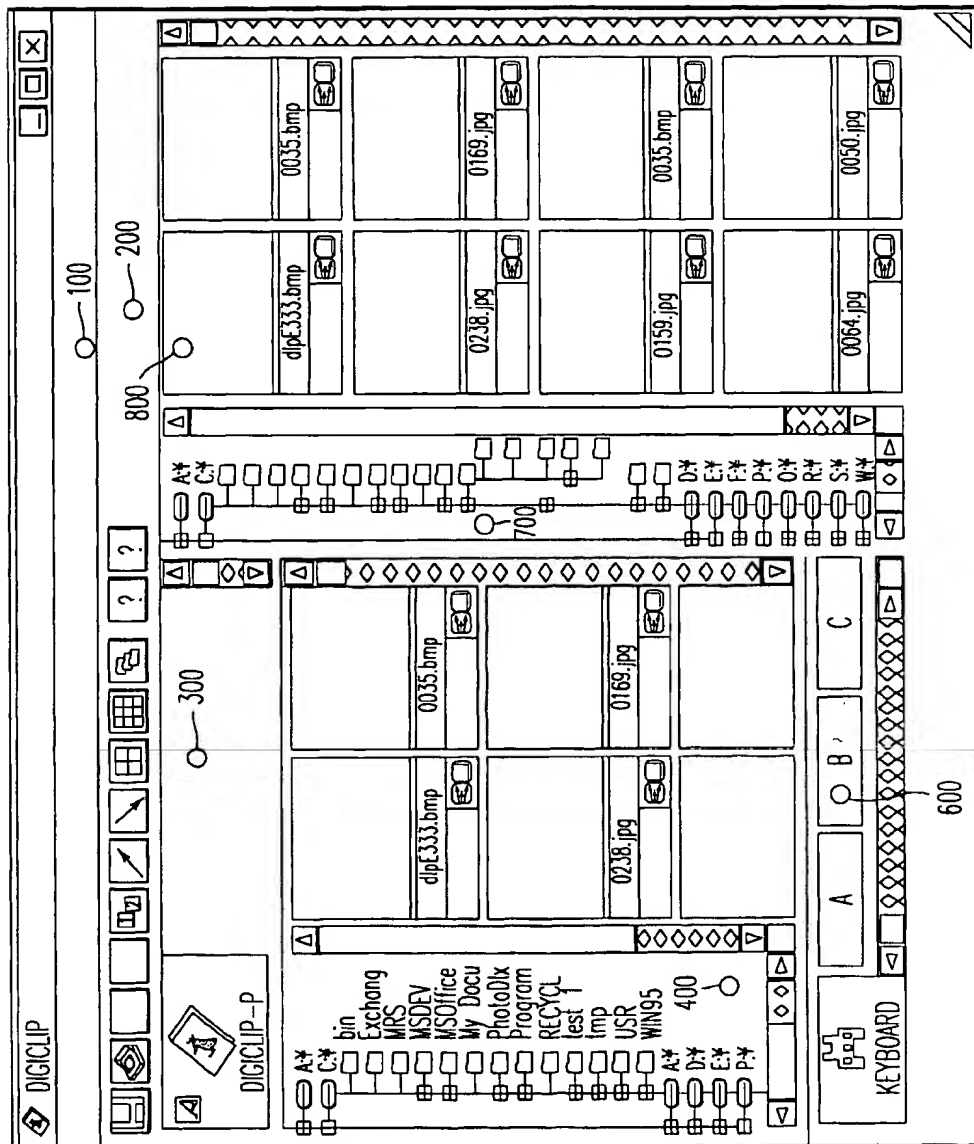 DIGICLIP
100
200
? ?
800
300
DIGICLIP-P
A:¥
C:¥
bin
Exchang
MRS
MSDEV
MSOffice
My Docu
PhotoDlx
Program
RECYCL
test 1
tmp
USR
WIN95
A:¥
D:¥
E:¥
P:¥
400
dlpE333.bmp 0035.bmp
0238.jpg 0169.jpg
KEYBOARD
A B C
600
A:¥
C:¥
700
D:¥
E:¥
F:¥
P:¥
O:¥
R:¥
S:¥
W:¥
dlpE333.bmp 0035.bmp
0238.jpg 0169.jpg
0159.jpg 0035.bmp
0064.jpg 0050.jpg